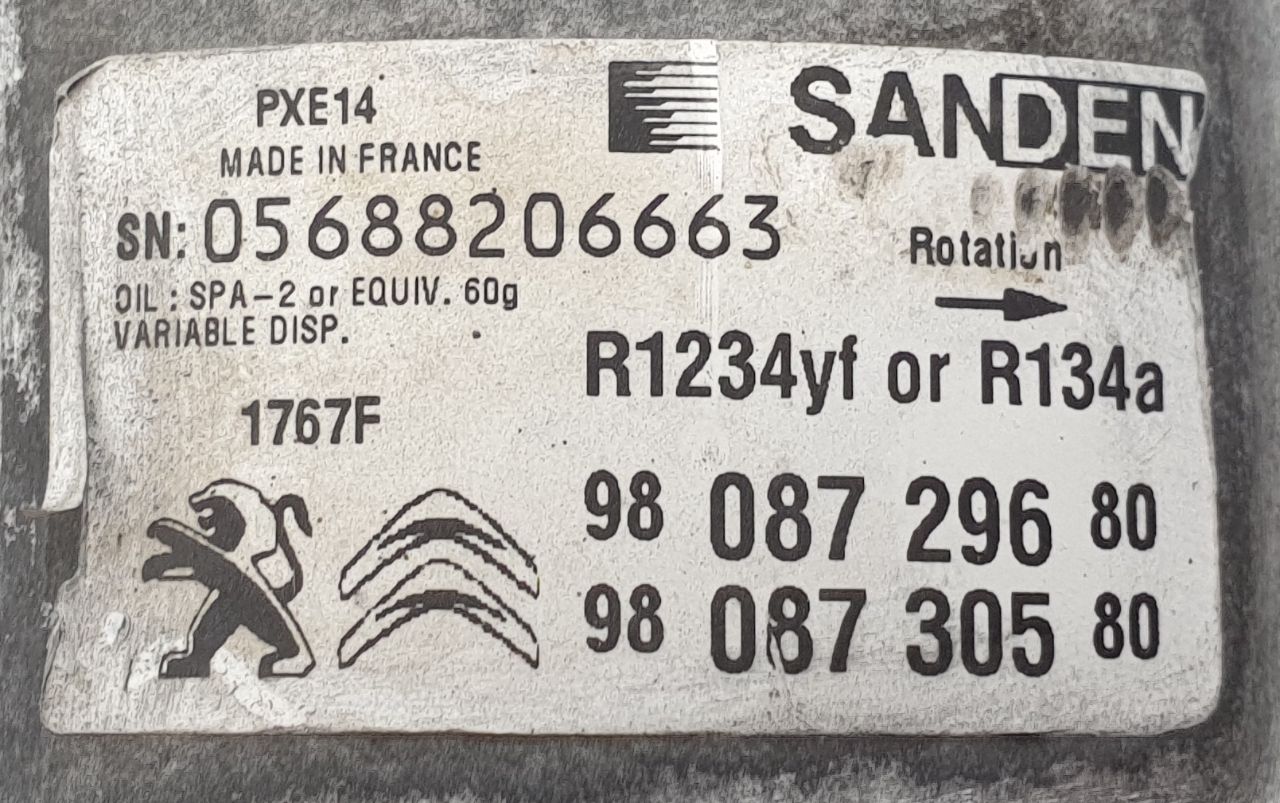 PXE14
MADE IN FRANCE
SANDEN
SN: 05688206663
Rotation
OIL : SPA-2 or EQUIV. 60g
VARIABLE DISP.
R1234yf or R134a
1767F
98 087 296 80
98 087 305 80